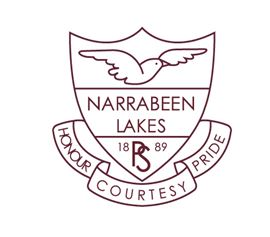 NARRABEEN
LAKES
18 PS 89
HONOUR COURTESY PRIDE